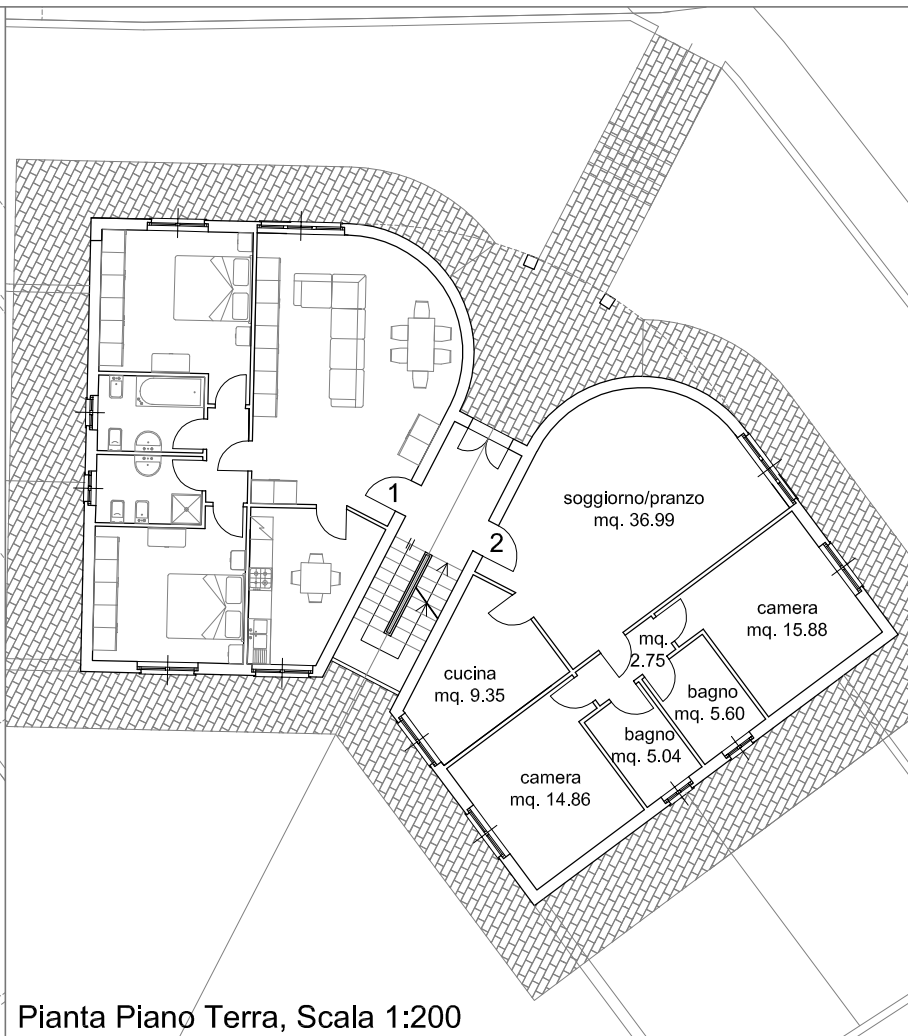 1
2
soggiorno/pranzo
mq. 36.99
camera
mq. 15.88
mq.
2.75
bagno
mq. 5.60
cucina
mq. 9.35
bagno
mq. 5.04
camera
mq. 14.86
Pianta Piano Terra, Scala 1:200